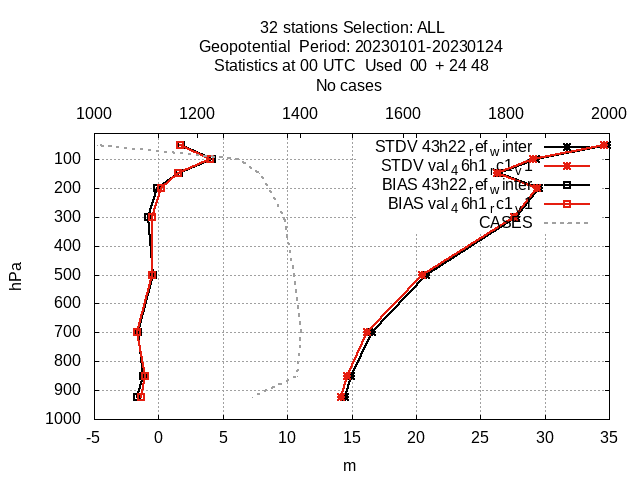 32 stations Selection: ALL
Geopotential  Period: 20230101-20230124
Statistics at 00 UTC  Used  00  + 24 48
No cases
1000 1200 1400 1600 1800 2000
STDV 43h22_ref_winter
STDV val_46h1_rc1_v1
BIAS 43h22_ref_winter
BIAS val_46h1_rc1_v1
CASES
100
200
300
400
500
600
700
800
900
1000
hPa
-5 0 5 10 15 20 25 30 35
m